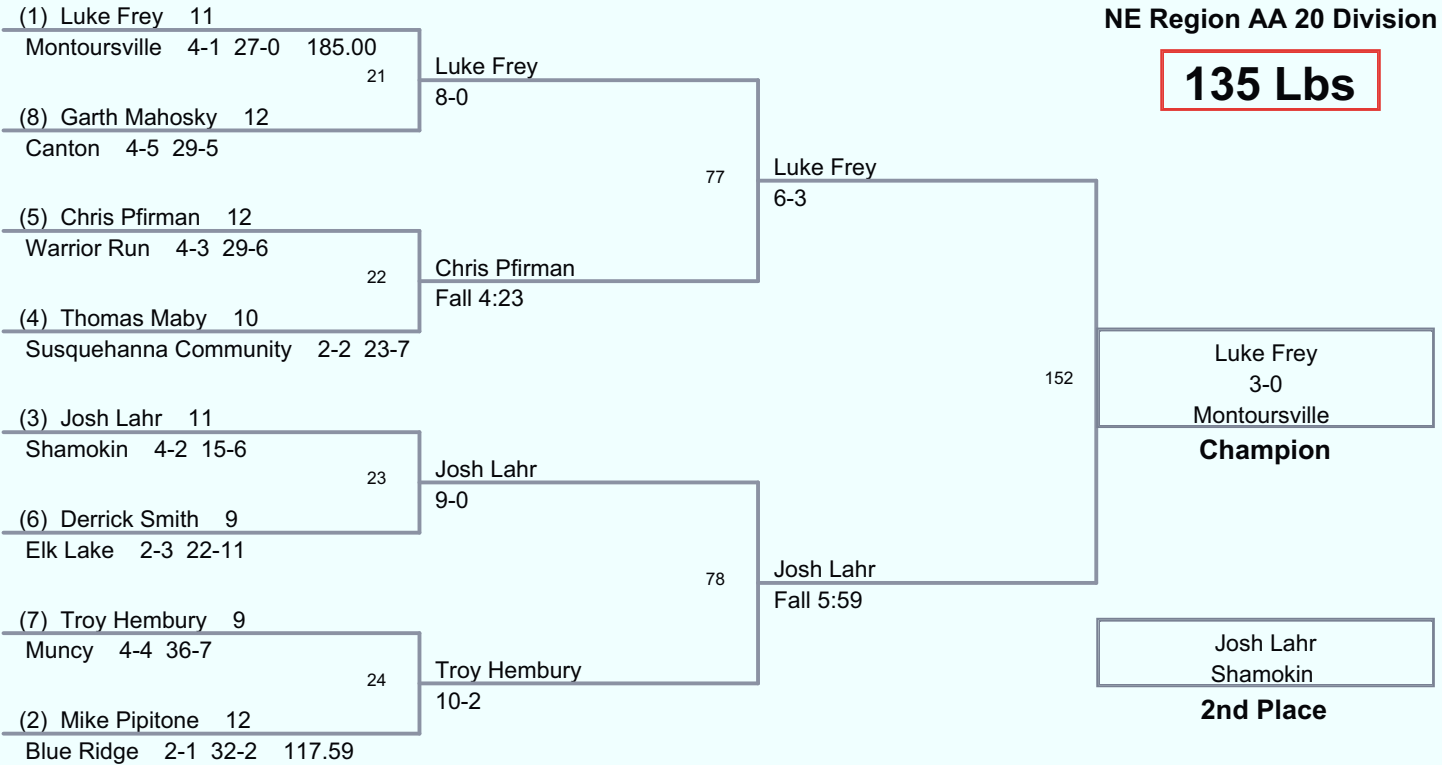 (1) Luke Frey 11
Montoursville 4-1 27-0 185.00
21
Luke Frey
8-0
(8) Garth Mahosky 12
Canton 4-5 29-5
77
Luke Frey
6-3
(5) Chris Pfirman 12
Warrior Run 4-3 29-6
22
Chris Pfirman
Fall 4:23
(4) Thomas Maby 10
Susquehanna Community 2-2 23-7
152
(3) Josh Lahr 11
Shamokin 4-2 15-6
23
Josh Lahr
9-0
(6) Derrick Smith 9
Elk Lake 2-3 22-11
78
Josh Lahr
Fall 5:59
(7) Troy Hembury 9
Muncy 4-4 36-7
24
Troy Hembury
10-2
(2) Mike Pipitone 12
Blue Ridge 2-1 32-2 117.59
NE Region AA 20 Division
135 Lbs
Luke Frey
3-0
Montoursville
Champion
Josh Lahr
Shamokin
2nd Place